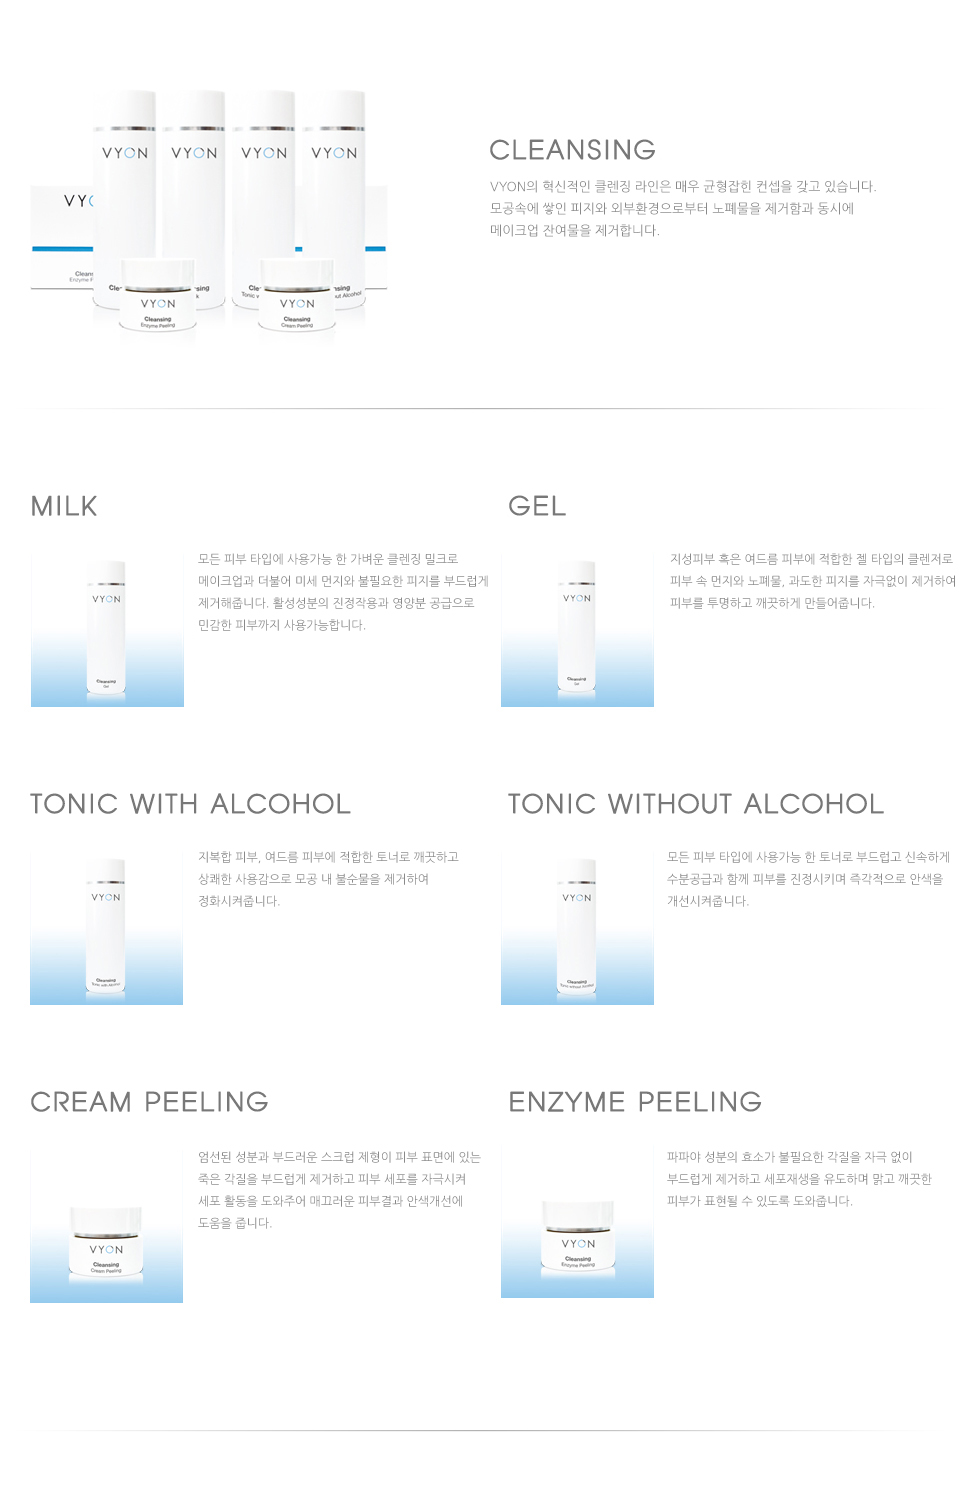 VYON
VYON
VYON
VYON
CLEANSING
VYON의 혁신적인 클렌징 라인은 매우 균형잡힌 컨셉을 갖고 있습니다.
모공속에 쌓인 피지와 외부환경으로부터 노폐물을 제거함과 동시에
메이크업 잔여물을 제거합니다.
VYON
Cleansing
Enzyme Peeling
VYON
Cleansing
Cream Peeling
MILK
VYON
Cleansing
Gel
모든 피부 타입에 사용가능 한 가벼운 클렌징 밀크로
메이크업과 더불어 미세 먼지와 불필요한 피지를 부드럽게
제거해줍니다. 활성성분의 진정작용과 영양분 공급으로
민감한 피부까지 사용가능합니다.
GEL
VYON
Cleansing
Gel
지성피부 혹은 여드름 피부에 적합한 젤 타입의 클렌저로
피부 속 먼지와 노폐물, 과도한 피지를 자극없이 제거하여
피부를 투명하고 깨끗하게 만들어줍니다.
TONIC WITH ALCOHOL
VYON
Cleansing
Tonic with Alcohol
지복합 피부, 여드름 피부에 적합한 토너로 깨끗하고
상쾌한 사용감으로 모공 내 불순물을 제거하여
정화시켜줍니다.
TONIC WITHOUT ALCOHOL
VYON
Cleansing
Tonic without Alcohol
모든 피부 타입에 사용가능 한 토너로 부드럽고 신속하게
수분공급과 함께 피부를 진정시키며 즉각적으로 안색을
개선시켜줍니다.
CREAM PEELING
VYON
Cleansing
Cream Peeling
엄선된 성분과 부드러운 스크럽 제형이 피부 표면에 있는
죽은 각질을 부드럽게 제거하고 피부 세포를 자극시켜
세포 활동을 도와주어 매끄러운 피부결과 안색개선에
도움을 줍니다.
ENZYME PEELING
VYON
Cleansing
Enzyme Peeling
파파야 성분의 효소가 불필요한 각질을 자극 없이
부드럽게 제거하고 세포재생을 유도하며 맑고 깨끗한
피부가 표현될 수 있도록 도와줍니다.